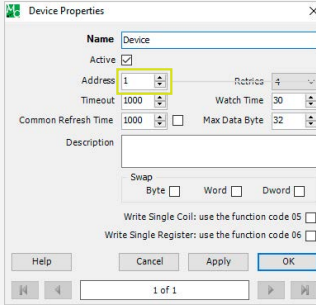 Device Properties
Name Device
Active
Address 1 Retries 4
Timeout 1000 Watch Time 30
Common Refresh Time 1000 Max Data Byte 32
Description
Swap
Byte Word Dword
Write Single Coil: use the function code 05
Write Single Register: use the function code 06
Help Cancel Apply OK
1 of 1